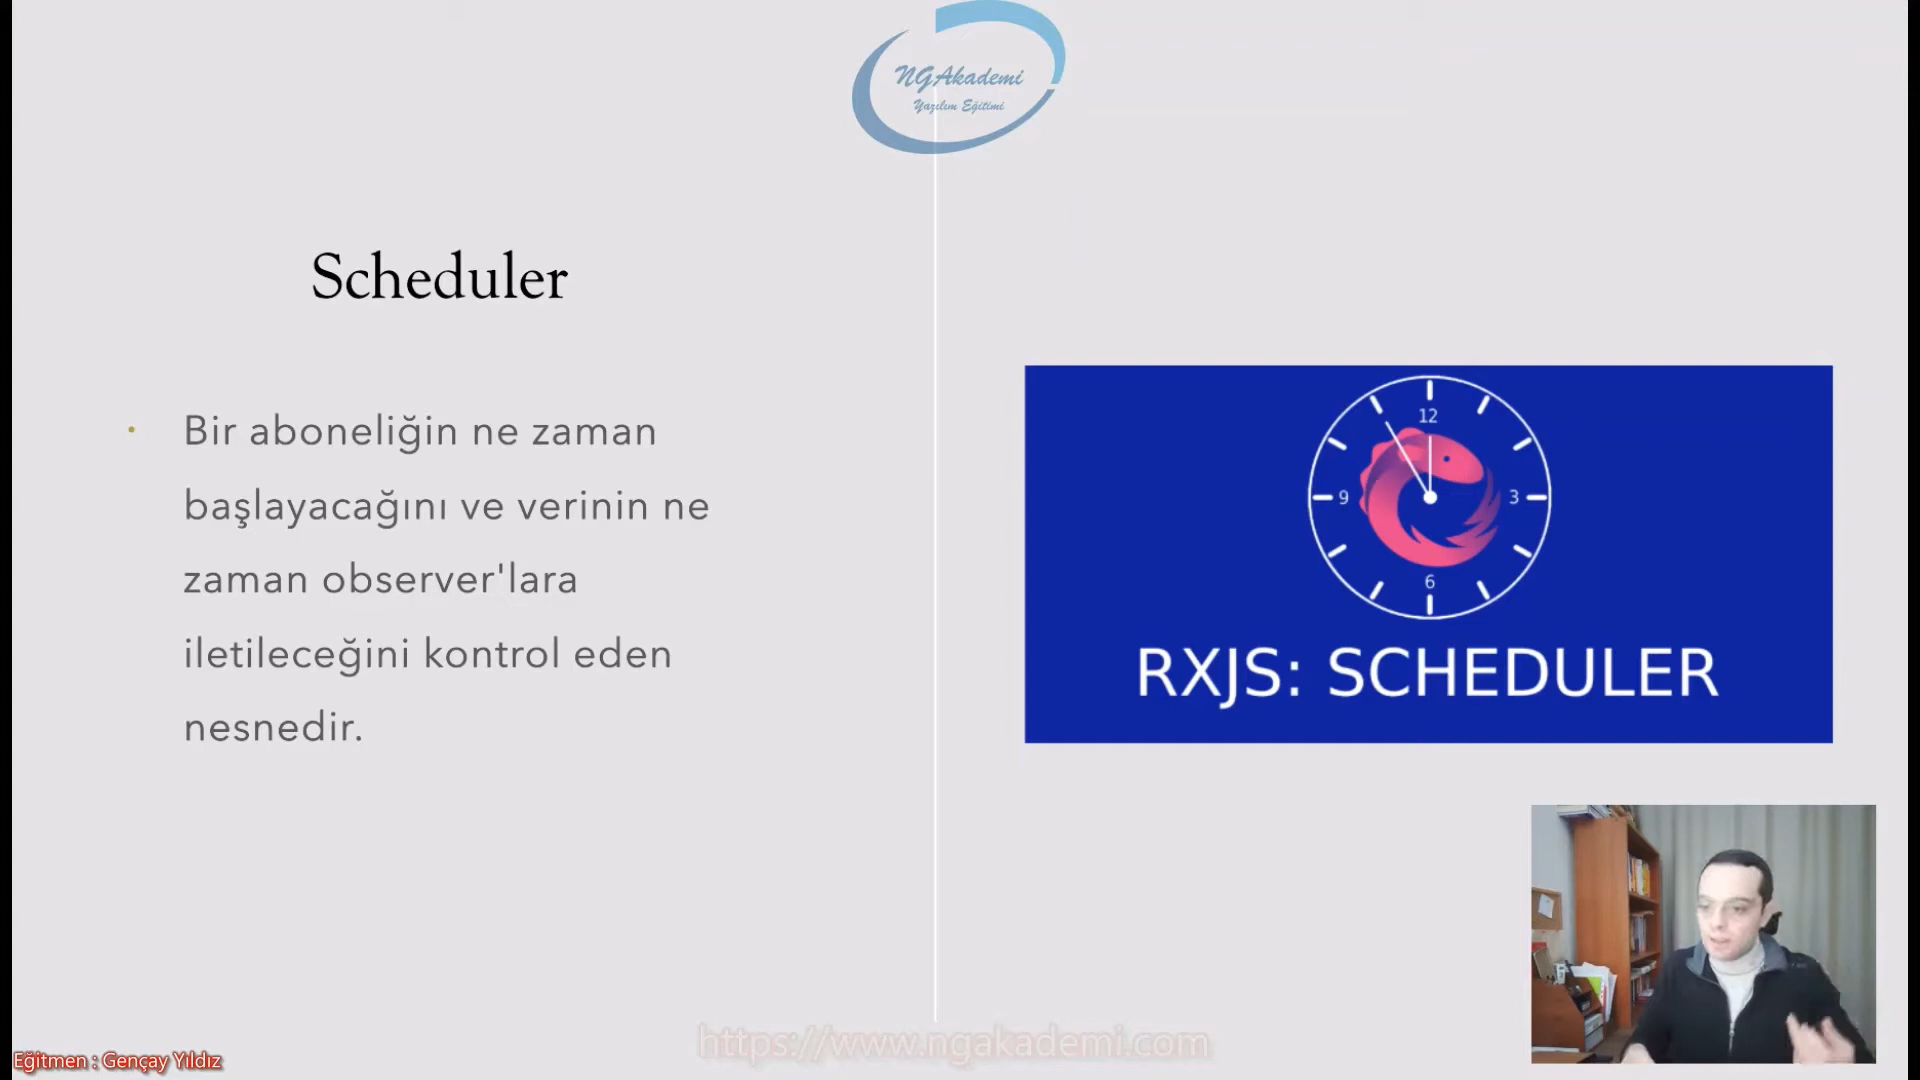 NGAkademi
Yazılım Eğitimi
Scheduler
Bir aboneliğin ne zaman
başlayacağını ve verinin ne
zaman observer'lara
iletileceğini kontrol eden
nesnedir.
12
9
3
6
RXJS: SCHEDULER
https://www.ngakademi.com
Eğitmen : Gençay Yıldız